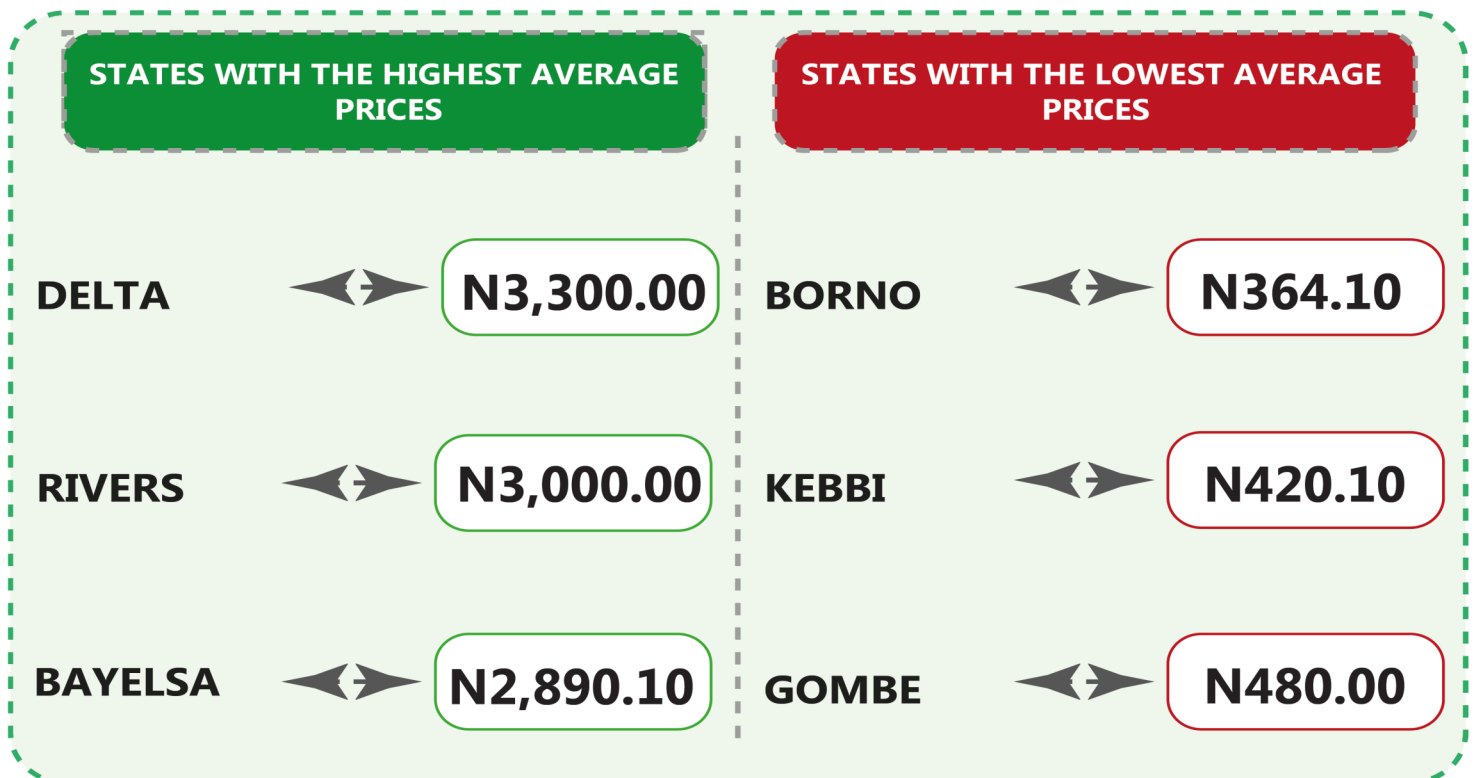 STATES WITH THE HIGHEST AVERAGE
PRICES
DELTA
N3,300.00
RIVERS
N3,000.00
BAYELSA
N2,890.10
STATES WITH THE LOWEST AVERAGE
PRICES
BORNO
N364.10
KEBBI
N420.10
GOMBE
N480.00